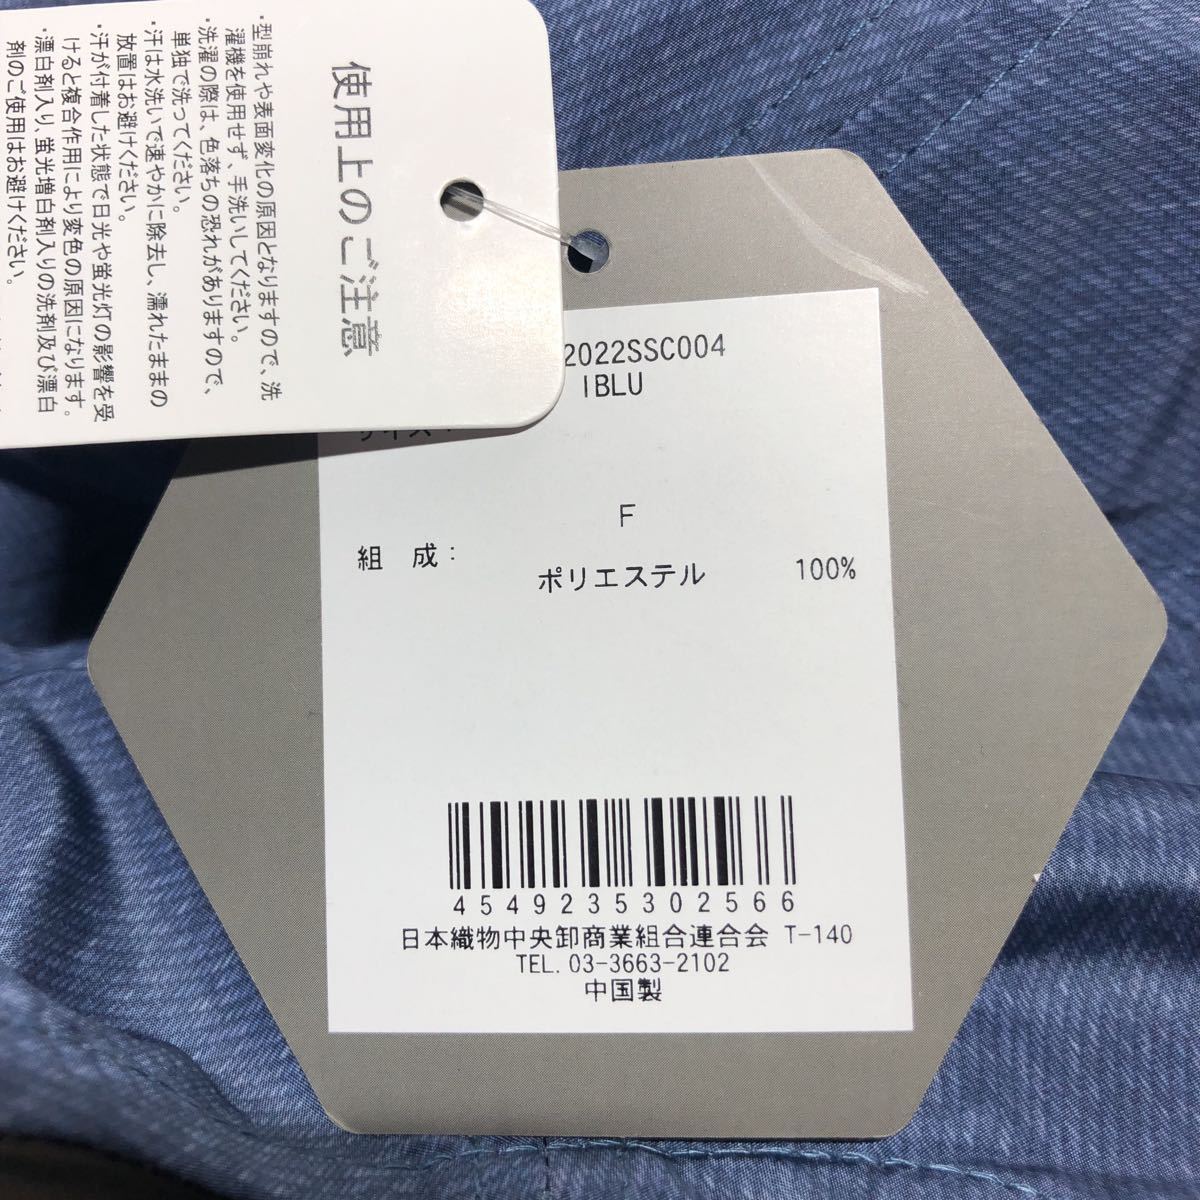 使用上のご注意
・型崩れや表面変化の原因となりますので、洗
濯機を使用せず、手洗いしてください。
・洗濯の際は、色落ちの恐れがありますので、
単独で洗ってください。
・汗は水洗いで速やかに除去し、濡れたままの
放置はお避けください。
・汗が付着した状態で日光や蛍光灯の影響を受
けると複合作用により変色の原因になります。
・漂白剤入り、蛍光増白剤入りの洗剤及び漂白
剤のご使用はお避けください。
2022SSC004
IBLU
F
組 成: 
ポリエステル 100%
4549235302566
日本織物中央卸商業組合連合会 T-140
TEL. 03-3663-2102
中国製